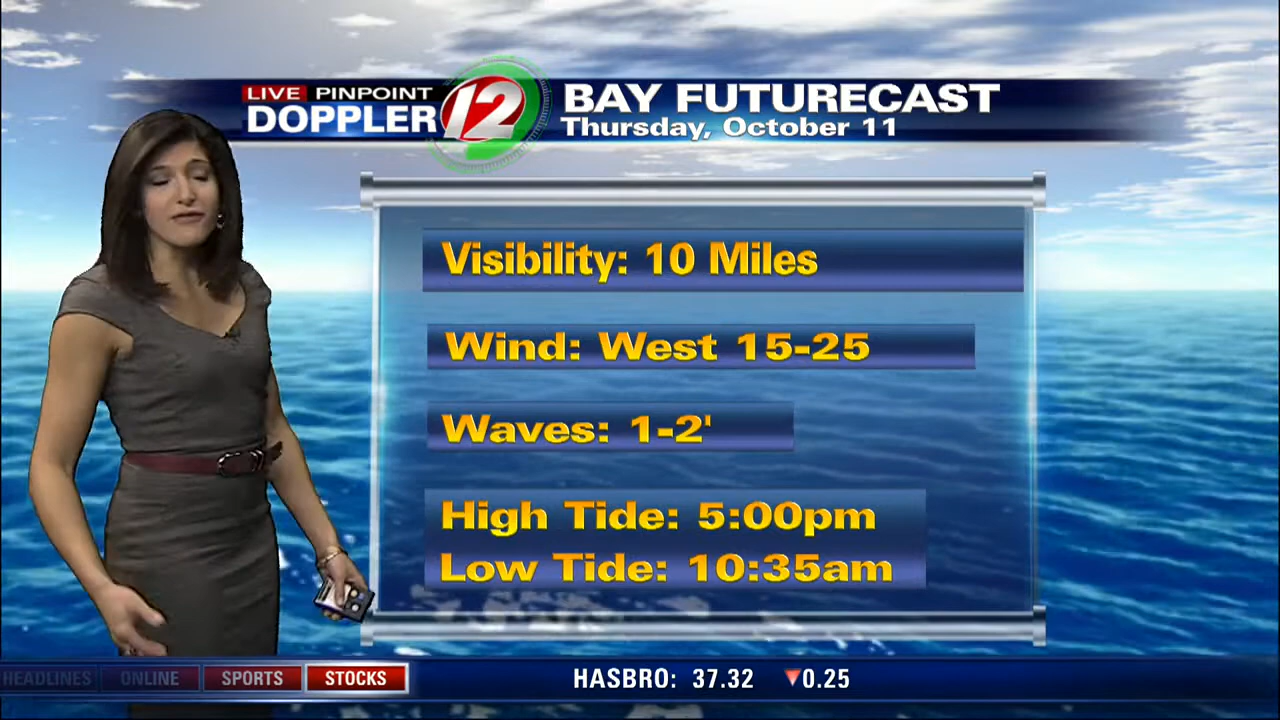 LIVE PINPOINT
DOPPLER 12
BAY FUTURECAST
Thursday, October 11
Visibility: 10 Miles
Wind: West 15-25
Waves: 1-2'
High Tide: 5:00pm
Low Tide: 10:35am
HEADLINES ONLINE SPORTS STOCKS HASBRO: 37.32 ▼0.25